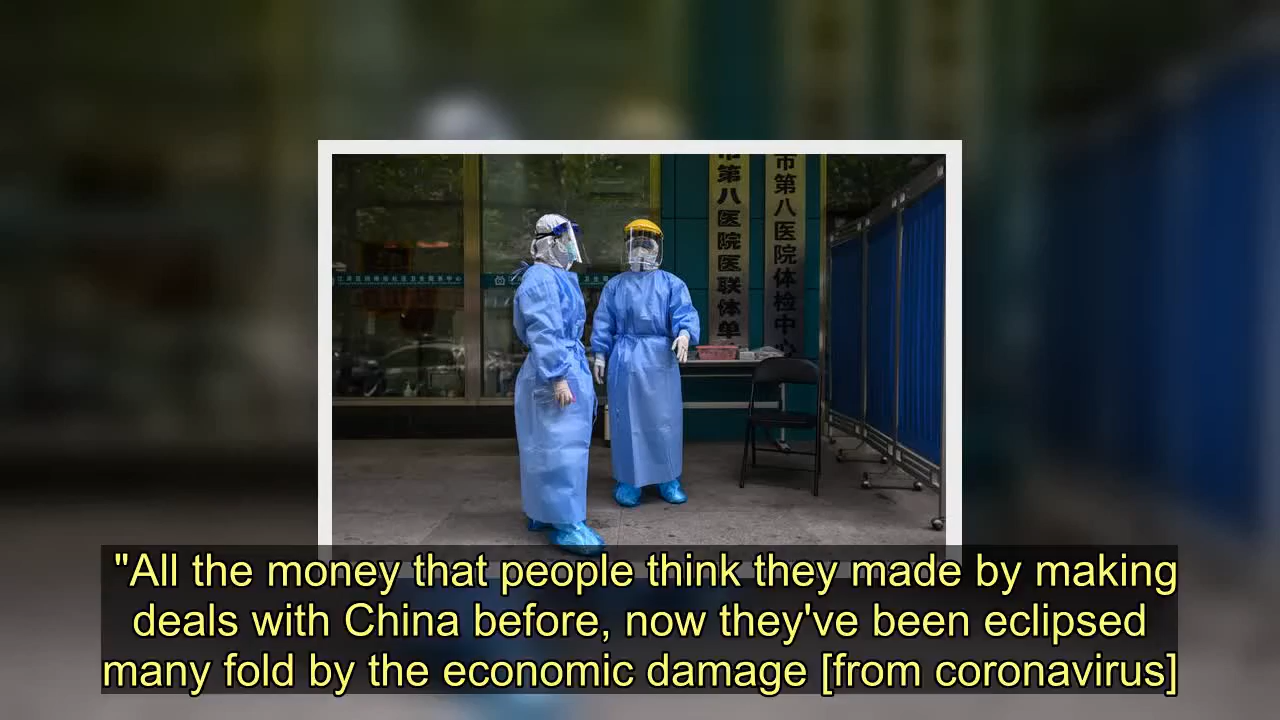 市第八医院医联体单
市第八医院体检中心
"All the money that people think they made by making
deals with China before, now they've been eclipsed
many fold by the economic damage [from coronavirus]